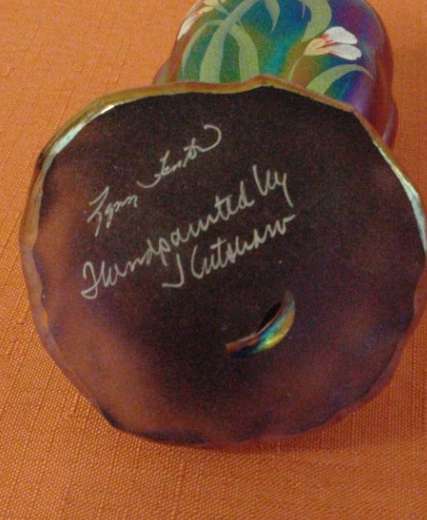 Lynn Fenton
Handpainted by
J Cutshaw